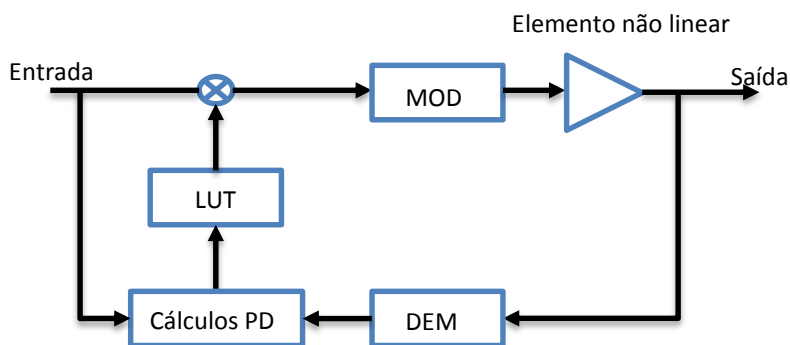 Elemento não linear
Entrada
Saída
MOD
LUT
Cálculos PD
DEM